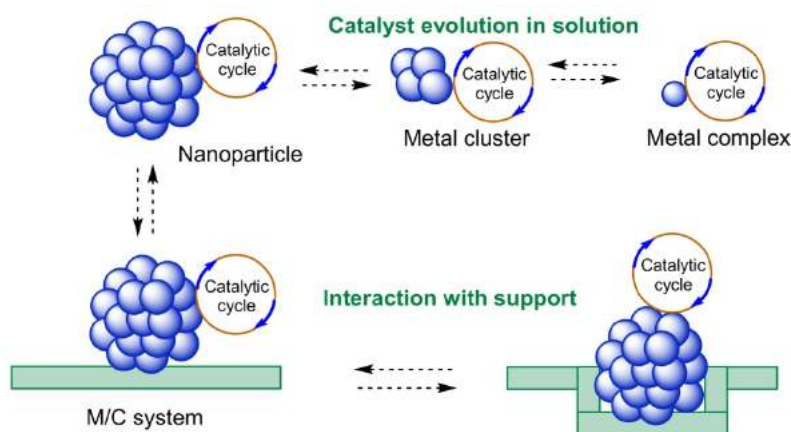 Catalyst evolution in solution
Catalytic
cycle
Catalytic
cycle
Catalytic
cycle
Nanoparticle
Metal cluster
Metal complex
Catalytic
cycle
Catalytic
cycle
Interaction with support
M/C system